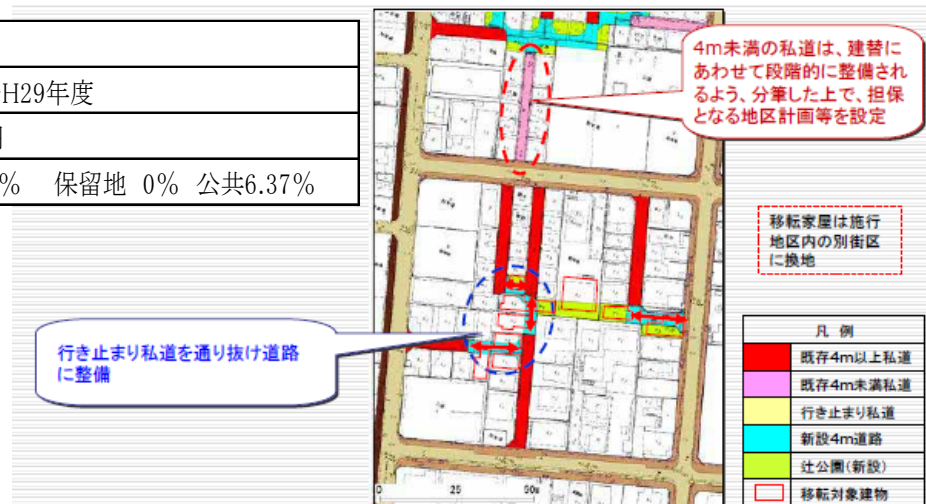 H29年度
% 保留地 0% 公共6.37%
4m未満の私道は、建替に
あわせて段階的に整備され
るよう、分筆した上で、担保
となる地区計画等を設定
移転家屋は施行
地区内の別街区
に換地
行き止まり私道を通り抜け道路
に整備
凡 例
既存4m以上私道
既存4m未満私道
行き止まり私道
新設4m道路
辻公園(新設)
移転対象建物
0 25 50m